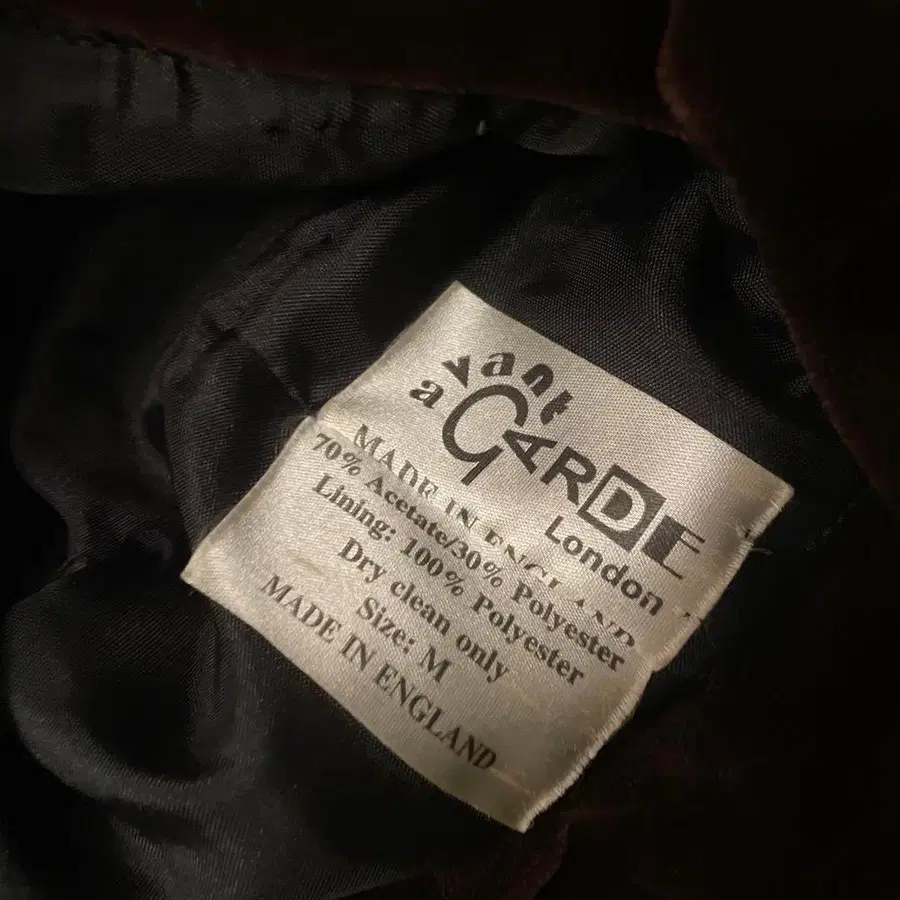 avant
GARDE
London
MADE IN ENGLAND
70% Acetate/30% Polyester
Lining: 100% Polyester
Dry clean only
Size: M
MADE IN ENGLAND